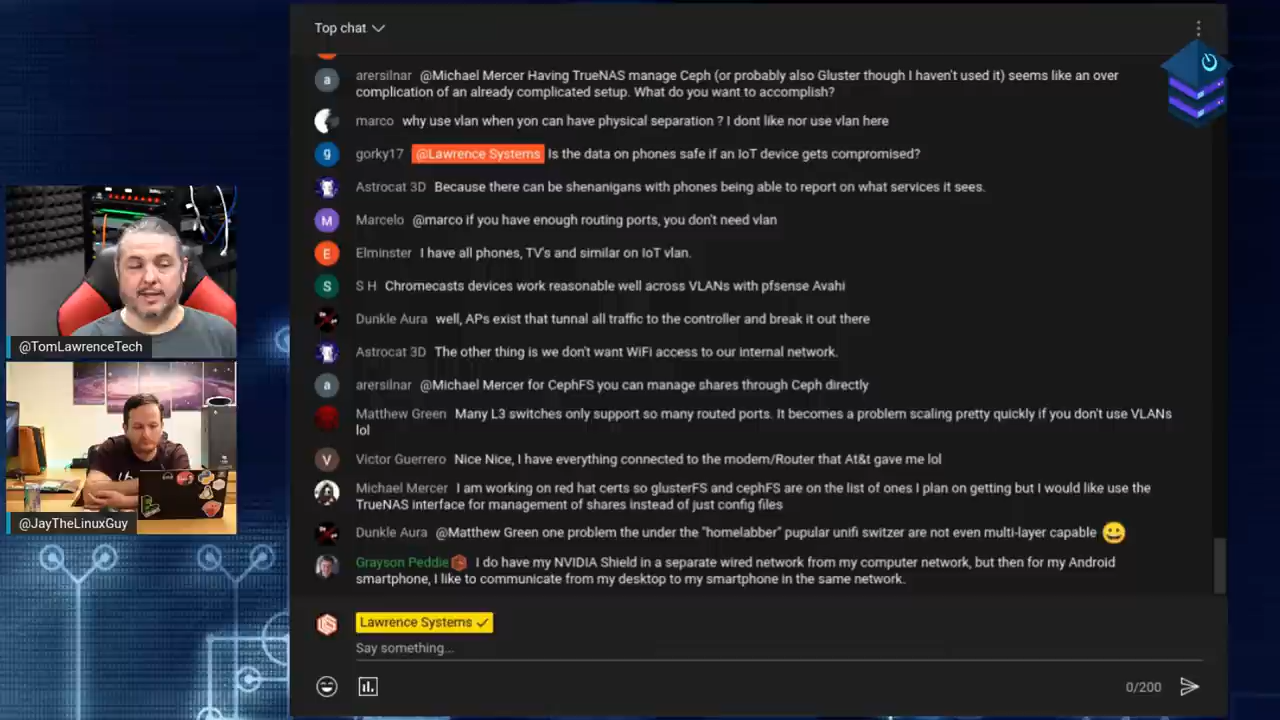 Top chat
arersilnar @Michael Mercer Having TrueNAS manage Ceph (or probably also Gluster though I haven't used it) seems like an over
complication of an already complicated setup. What do you want to accomplish?
marco why use vlan when yon can have physical separation ? I dont like nor use vlan here
gorky17 @Lawrence Systems Is the data on phones safe if an IoT device gets compromised?
Astrocat 3D Because there can be shenanigans with phones being able to report on what services it sees.
Marcelo @marco if you have enough routing ports, you don't need vlan
Elminster I have all phones, TV's and similar on IoT vlan.
S H Chromecasts devices work reasonable well across VLANs with pfsense Avahi
Dunkle Aura well, APs exist that tunnal all traffic to the controller and break it out there
Astrocat 3D The other thing is we don't want WiFi access to our internal network.
arersilnar @Michael Mercer for CephFS you can manage shares through Ceph directly
Matthew Green Many L3 switches only support so many routed ports. It becomes a problem scaling pretty quickly if you don't use VLANs
lol
Victor Guerrero Nice Nice, I have everything connected to the modem/Router that At&t gave me lol
Michael Mercer I am working on red hat certs so glusterFS and cephFS are on the list of ones I plan on getting but I would like use the
TrueNAS interface for management of shares instead of just config files
Dunkle Aura @Matthew Green one problem the under the "homelabber" pupular unifi switzer are not even multi-layer capable 😀
Grayson Peddie I do have my NVIDIA Shield in a separate wired network from my computer network, but then for my Android
smartphone, I like to communicate from my desktop to my smartphone in the same network.
Lawrence Systems ✓
Say something...
0/200
@TomLawrenceTech
@JayTheLinuxGuy